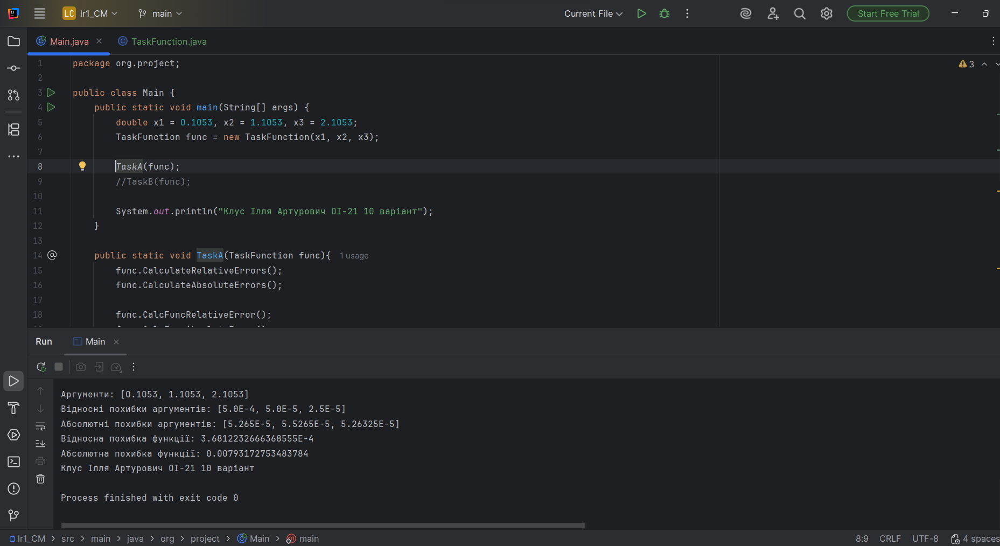 LC lr1_CM main Current File Start Free Trial
Main.java TaskFunction.java
1 package org.project; 3
2
3 public class Main {
4 public static void main(String[] args) {
5 double x1 = 0.1053, x2 = 1.1053, x3 = 2.1053;
6 TaskFunction func = new TaskFunction(x1, x2, x3);
7
8 TaskA(func);
9 //TaskB(func);
10
11 System.out.println("Клус Ілля Артурович ОІ-21 10 варіант");
12 }
13
14 public static void TaskA(TaskFunction func){ 1 usage
15 func.CalculateRelativeErrors();
16 func.CalculateAbsoluteErrors();
17
18 func.CalcFuncRelativeError();
Run Main
Аргументи: [0.1053, 1.1053, 2.1053]
Відносні похибки аргументів: [5.0E-4, 5.0E-5, 2.5E-5]
Абсолютні похибки аргументів: [5.265E-5, 5.5265E-5, 5.26325E-5]
Відносна похибка функції: 3.6812232666368555E-4
Абсолютна похибка функції: 0.00793172753483784
Клус Ілля Артурович ОІ-21 10 варіант
Process finished with exit code 0
lr1_CM > src > main > java > org > project > Main > main 8:9 CRLF UTF-8 4 spaces